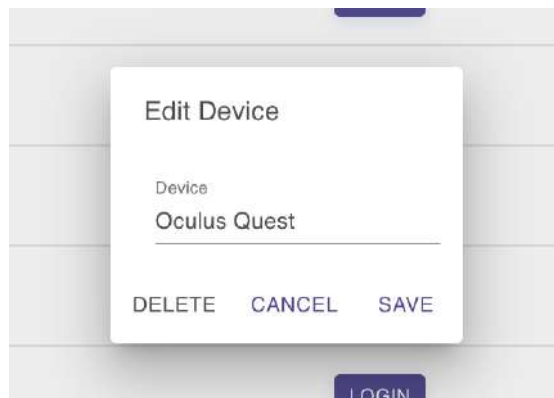 Edit Device
Device
Oculus Quest
DELETE CANCEL SAVE
LOGIN